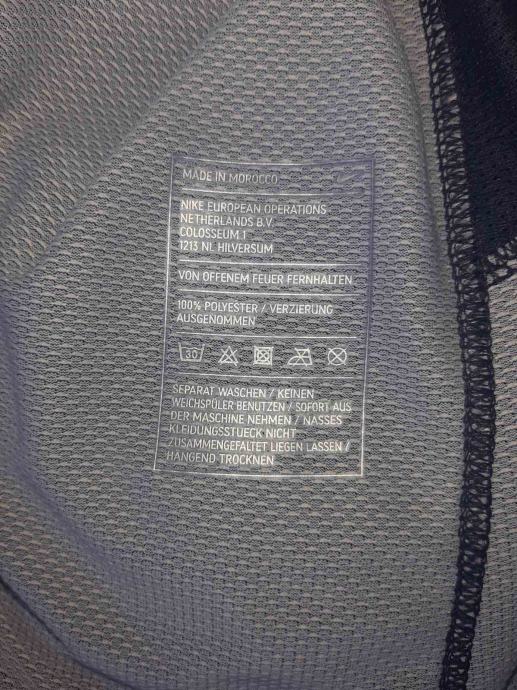 MADE IN MOROCCO
NIKE EUROPEAN OPERATIONS
NETHERLANDS B.V
COLOSSEUM 1
1213 NL HILVERSUM
VON OFFENEM FEUER FERNHALTEN
100% POLYESTER / VERZIERUNG
AUSGENOMMEN
30
SEPARAT WASCHEN / KEINEN
WEICHSPÜLER BENUTZEN / SOFORT AUS
DER MASCHINE NEHMEN / NASSES
KLEIDUNGSSTUECK NICHT
ZUSAMMENGEFALTET LIEGEN LASSEN /
HÄNGEND TROCKNEN